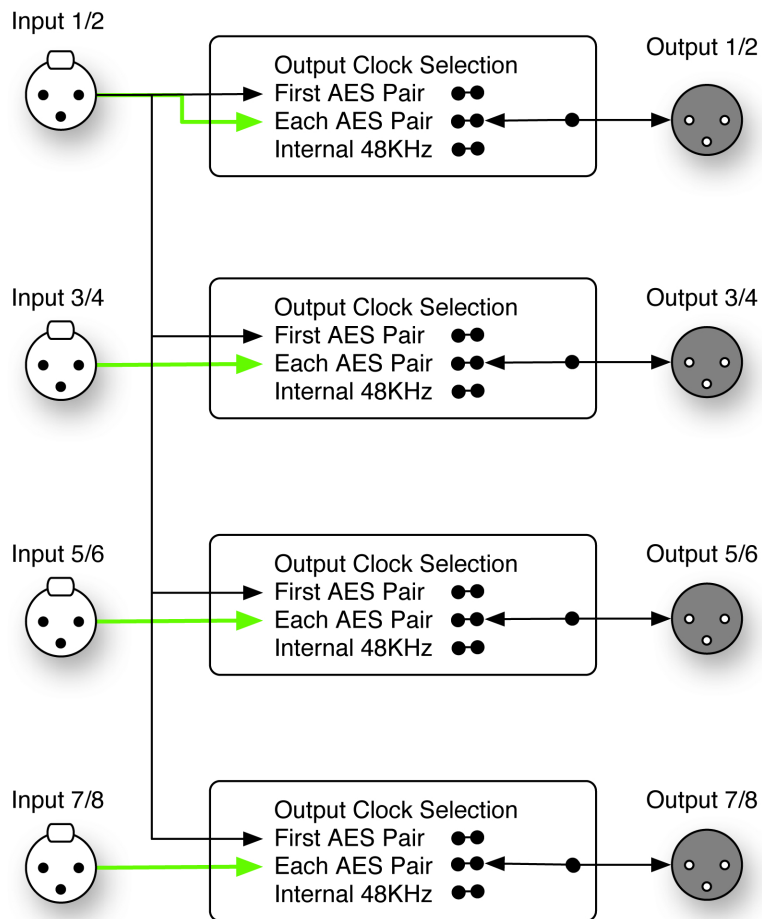 Input 1/2
Output Clock Selection
First AES Pair
Each AES Pair
Internal 48KHz
Output 1/2
Input 3/4
Output Clock Selection
First AES Pair
Each AES Pair
Internal 48KHz
Output 3/4
Input 5/6
Output Clock Selection
First AES Pair
Each AES Pair
Internal 48KHz
Output 5/6
Input 7/8
Output Clock Selection
First AES Pair
Each AES Pair
Internal 48KHz
Output 7/8